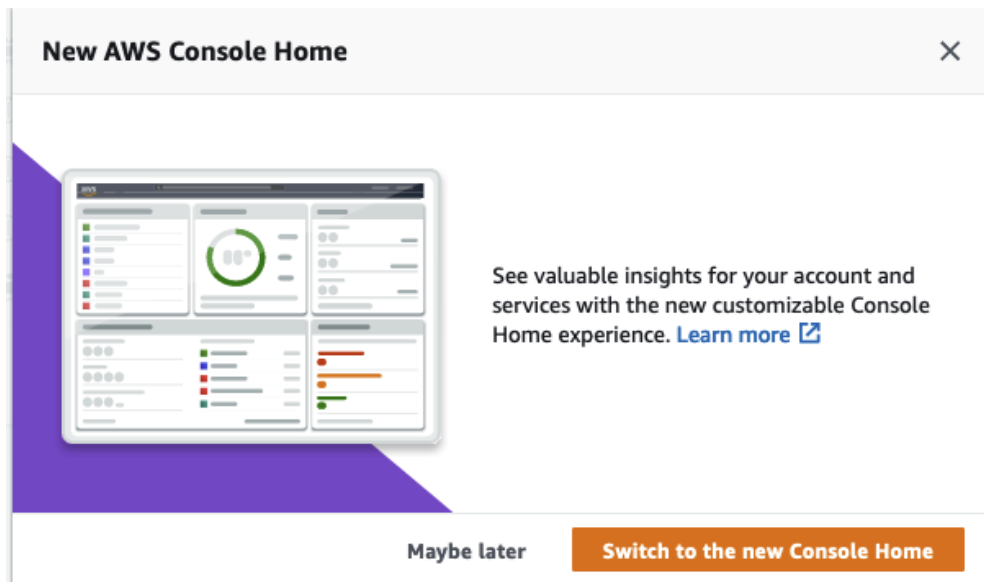 New AWS Console Home
aws
See valuable insights for your account and
services with the new customizable Console
Home experience. Learn more
Maybe later
Switch to the new Console Home